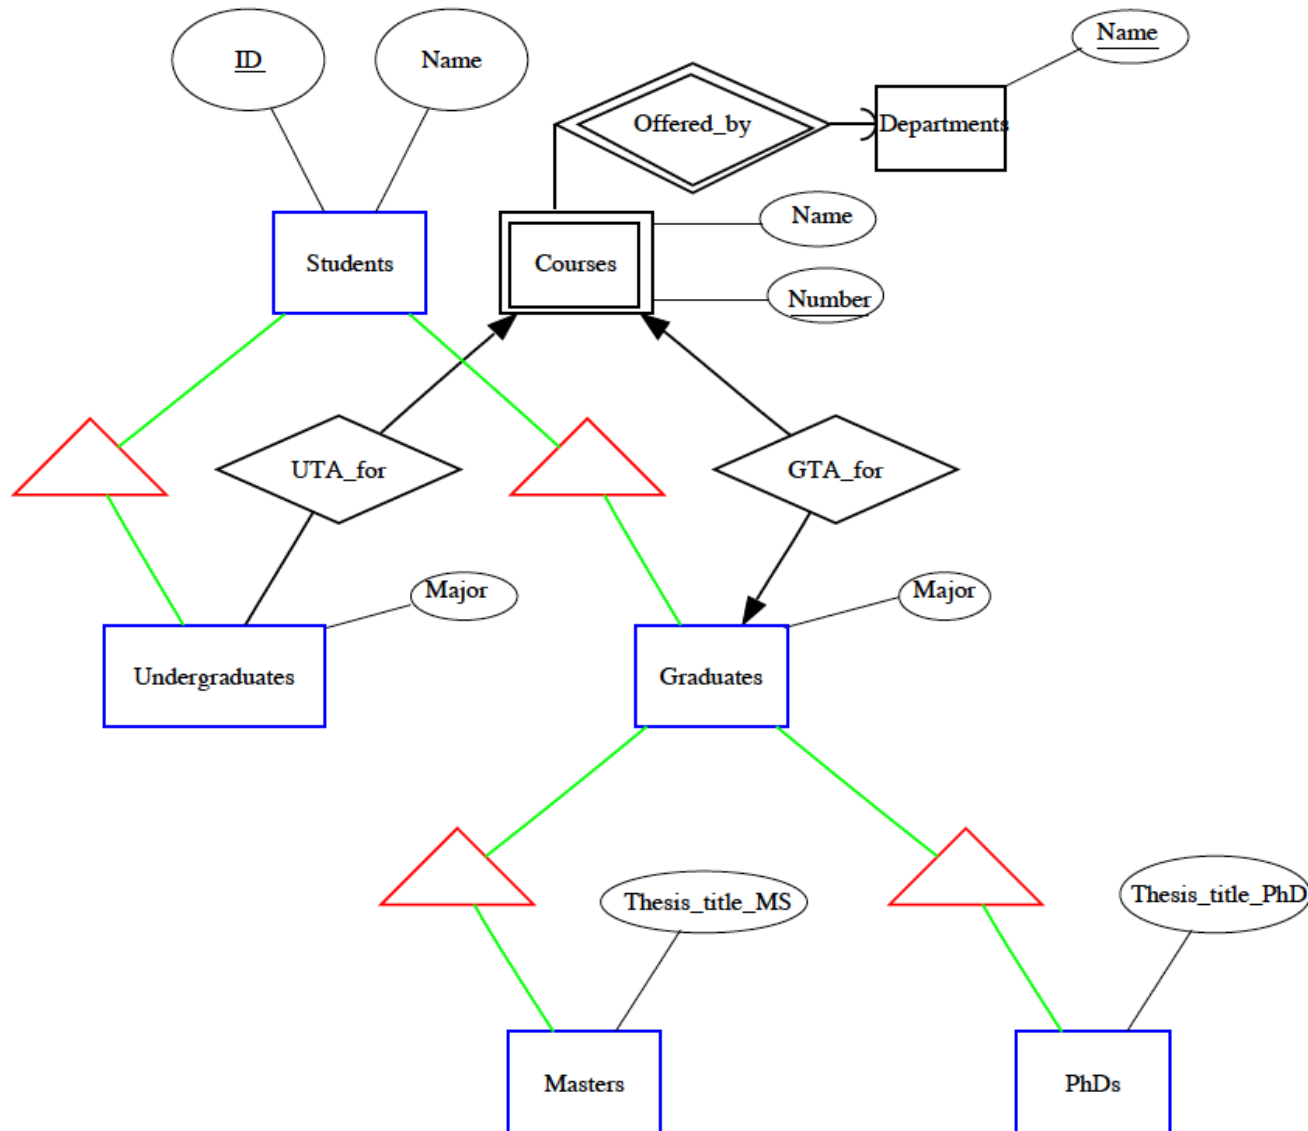 ID
Name
Name
Offered_by
Departments
Name
Students
Courses
Number
UTA_for
GTA_for
Major
Major
Undergraduates
Graduates
Thesis_title_MS
Thesis_title_PhD
Masters
PhDs